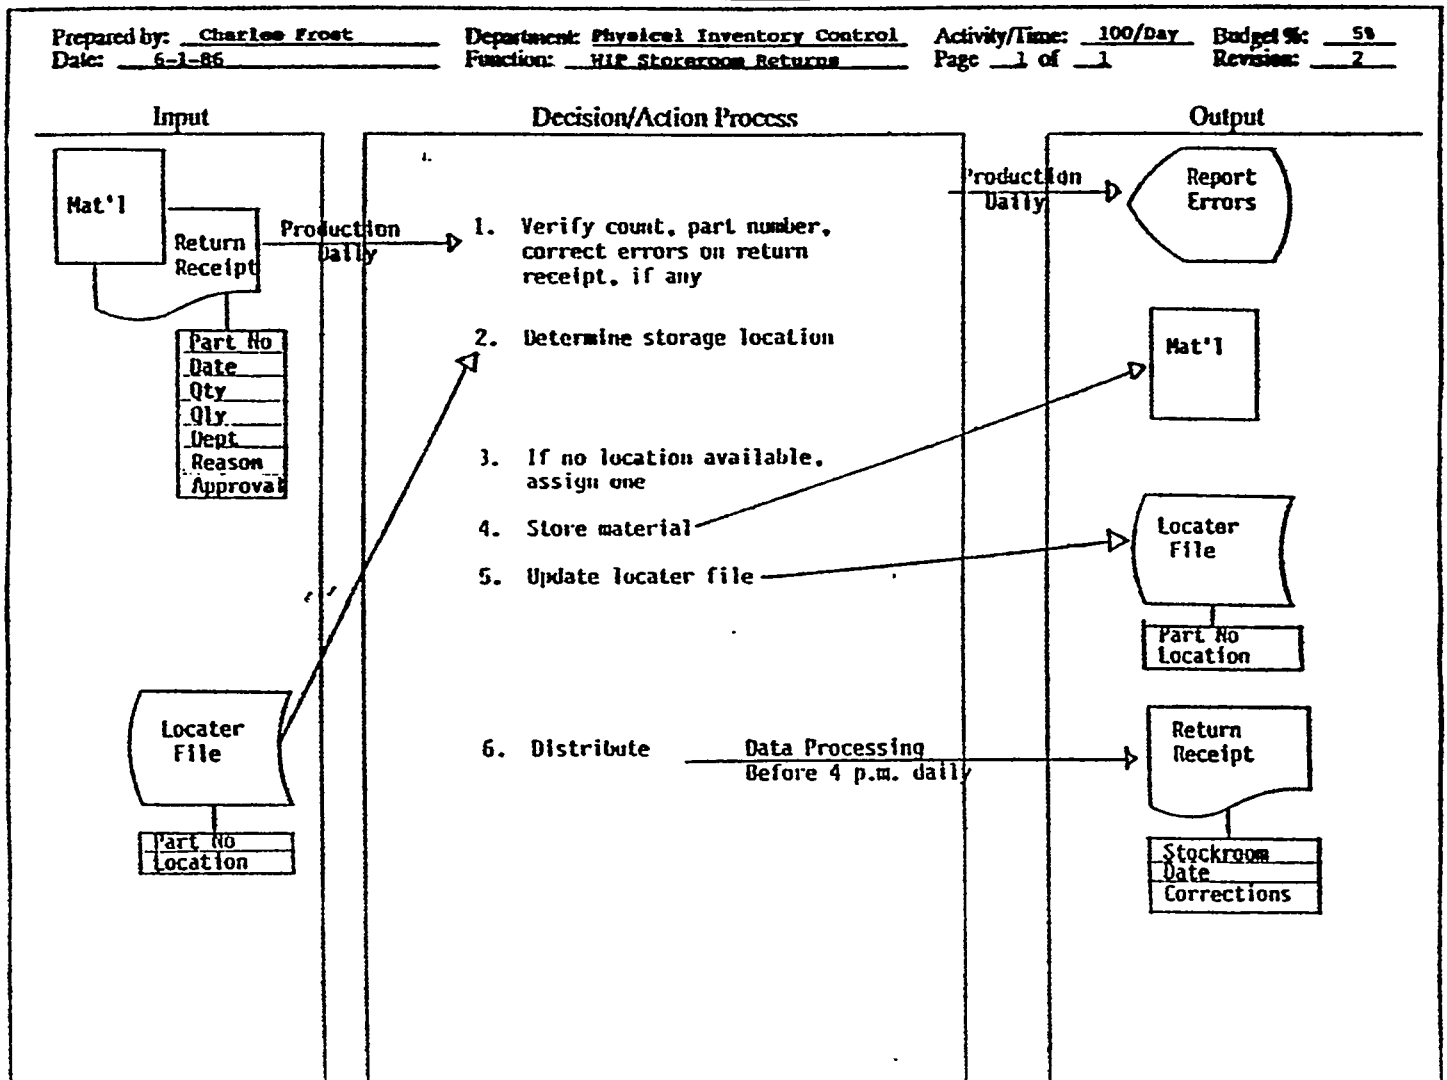 Prepared by: Charles Frost Department: Physical Inventory Control Activity/Time: 100/Day Budget %: 5%
Date: 6-1-86 Function: WIP Storeroom Returns Page 1 of 1 Revision: 2
Input
Decision/Action Process
Output
Mat'l
Return
Receipt
Part No
Date
Qty
Qly
Dept
Reason
Approval
Production
Daily
Locater
File
Part No
Location
1. Verify count, part number,
correct errors on return
receipt, if any
2. Determine storage location
3. If no location available,
assign one
4. Store material
5. Update locater file
6. Distribute
Data Processing
Before 4 p.m. daily
Production
Daily
Report
Errors
Mat'l
Locater
File
Part No
Location
Return
Receipt
Stockroom
Date
Corrections